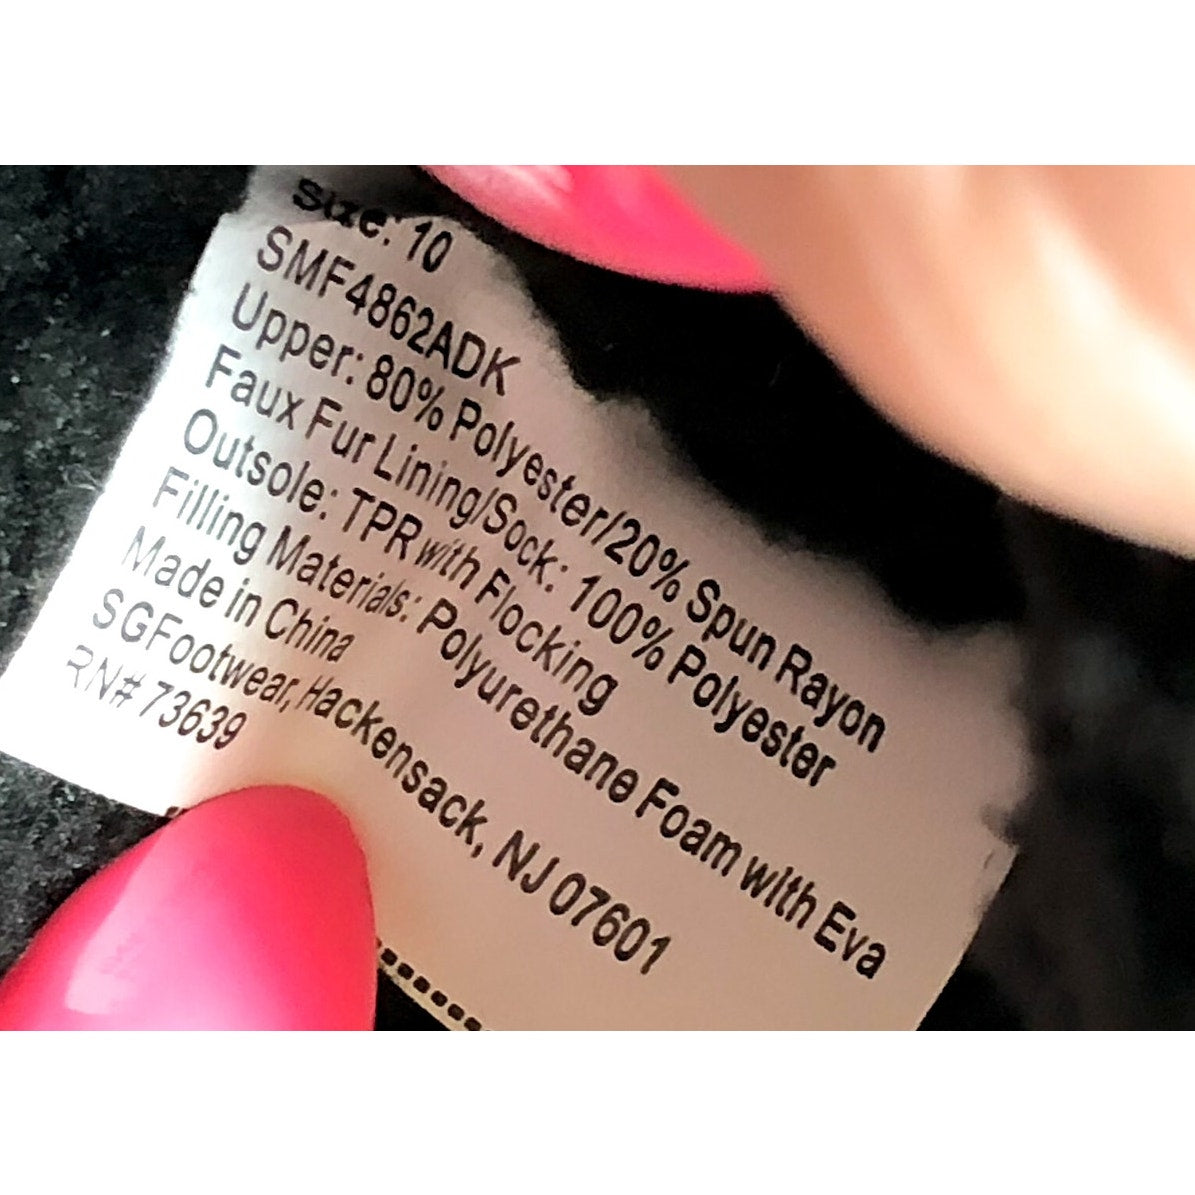 Size: 10
SMF4862ADK
Upper: 80% Polyester/20% Spun Rayon
Faux Fur Lining/Sock: 100% Polyester
Outsole: TPR with Flocking
Filling Materials: Polyurethane Foam with Eva
Made in China
SGFootwear, Hackensack, NJ 07601
RN# 73639